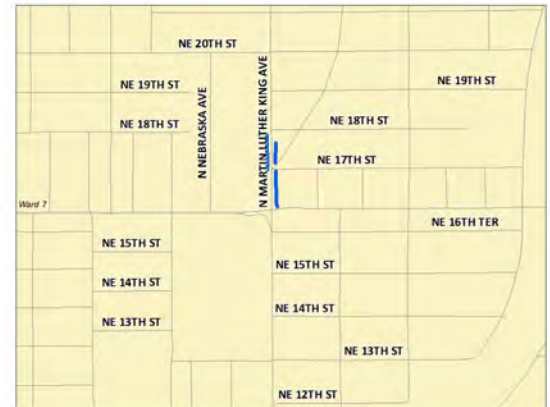 NE 20TH ST
NE 19TH ST
NE 19TH ST
NE 18TH ST
NE 18TH ST
N NEBRASKA AVE
N MARTIN LUTHER KING AVE
NE 17TH ST
Ward 7
NE 16TH TER
NE 15TH ST
NE 15TH ST
NE 14TH ST
NE 14TH ST
NE 13TH ST
NE 13TH ST
NE 12TH ST